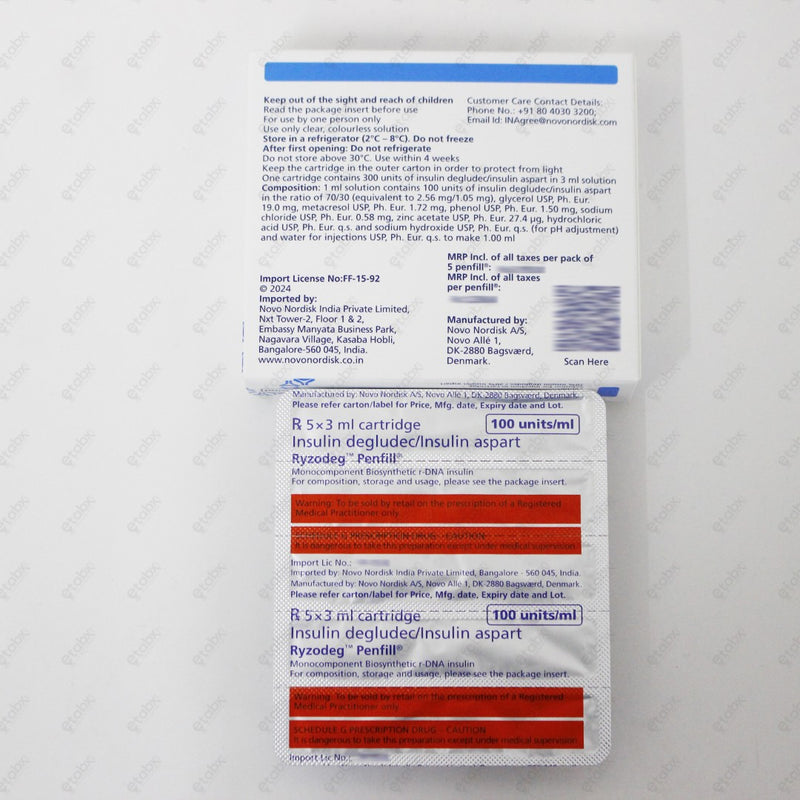 Keep out of the sight and reach of children
Read the package insert before use
For use by one person only
Use only clear, colourless solution
Store in a refrigerator (2°C – 8°C). Do not freeze
After first opening: Do not refrigerate
Do not store above 30°C. Use within 4 weeks
Keep the cartridge in the outer carton in order to protect from light
One cartridge contains 300 units of insulin degludec/insulin aspart in 3 ml solution
Composition: 1 ml solution contains 100 units of insulin degludec/insulin aspart
in the ratio of 70/30 (equivalent to 2.56 mg/1.05 mg), glycerol USP, Ph. Eur.
19.0 mg, metacresol USP, Ph. Eur. 1.72 mg, phenol USP, Ph. Eur. 1.50 mg, sodium
chloride USP, Ph. Eur. 0.58 mg, zinc acetate USP, Ph. Eur. 27.4 µg, hydrochloric
acid USP, Ph. Eur. q.s. and sodium hydroxide USP, Ph. Eur. q.s. (for pH adjustment)
and water for injections USP, Ph. Eur. q.s. to make 1.00 ml
Customer Care Contact Details:
Phone No.: +91 80 4030 3200;
Email Id: INAgree@novonordisk.com
MRP Incl. of all taxes per pack of
5 penfill®:
MRP Incl. of all taxes
per penfill®:
Import License No:FF-15-92
© 2024
Imported by:
Novo Nordisk India Private Limited,
Nxt Tower-2, Floor 1 & 2,
Embassy Manyata Business Park,
Nagavara Village, Kasaba Hobli,
Bangalore-560 045, India.
www.novonordisk.co.in
Manufactured by:
Novo Nordisk A/S,
Novo Allé 1,
DK-2880 Bagsværd,
Denmark.
Scan Here
Manufactured by: Novo Nordisk A/S, Novo Allé 1, DK-2880 Bagsværd, Denmark.
Please refer carton/label for Price, Mfg. date, Expiry date and Lot.
℞ 5×3 ml cartridge 100 units/ml
Insulin degludec/Insulin aspart
Ryzodeg™ Penfill®
Monocomponent Biosynthetic r-DNA insulin
For composition, storage and usage, please see the package insert.
Warning: To be sold by retail on the prescription of a Registered
Medical Practitioner only.
SCHEDULE G PRESCRIPTION DRUG - CAUTION
It is dangerous to take this preparation except under medical supervision.
Import Lic No.:
Imported by: Novo Nordisk India Private Limited, Bangalore - 560 045, India.
Manufactured by: Novo Nordisk A/S, Novo Allé 1, DK-2880 Bagsværd, Denmark.
Please refer carton/label for Price, Mfg. date, Expiry date and Lot.
℞ 5×3 ml cartridge 100 units/ml
Insulin degludec/Insulin aspart
Ryzodeg™ Penfill®
Monocomponent Biosynthetic r-DNA insulin
For composition, storage and usage, please see the package insert.
Warning: To be sold by retail on the prescription of a Registered
Medical Practitioner only.
SCHEDULE G PRESCRIPTION DRUG - CAUTION
It is dangerous to take this preparation except under medical supervision.
Import Lic No.: